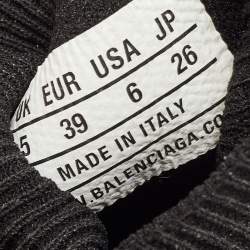 UK EUR USA JP
5 39 6 26
MADE IN ITALY
W.BALENCIAGA.CO